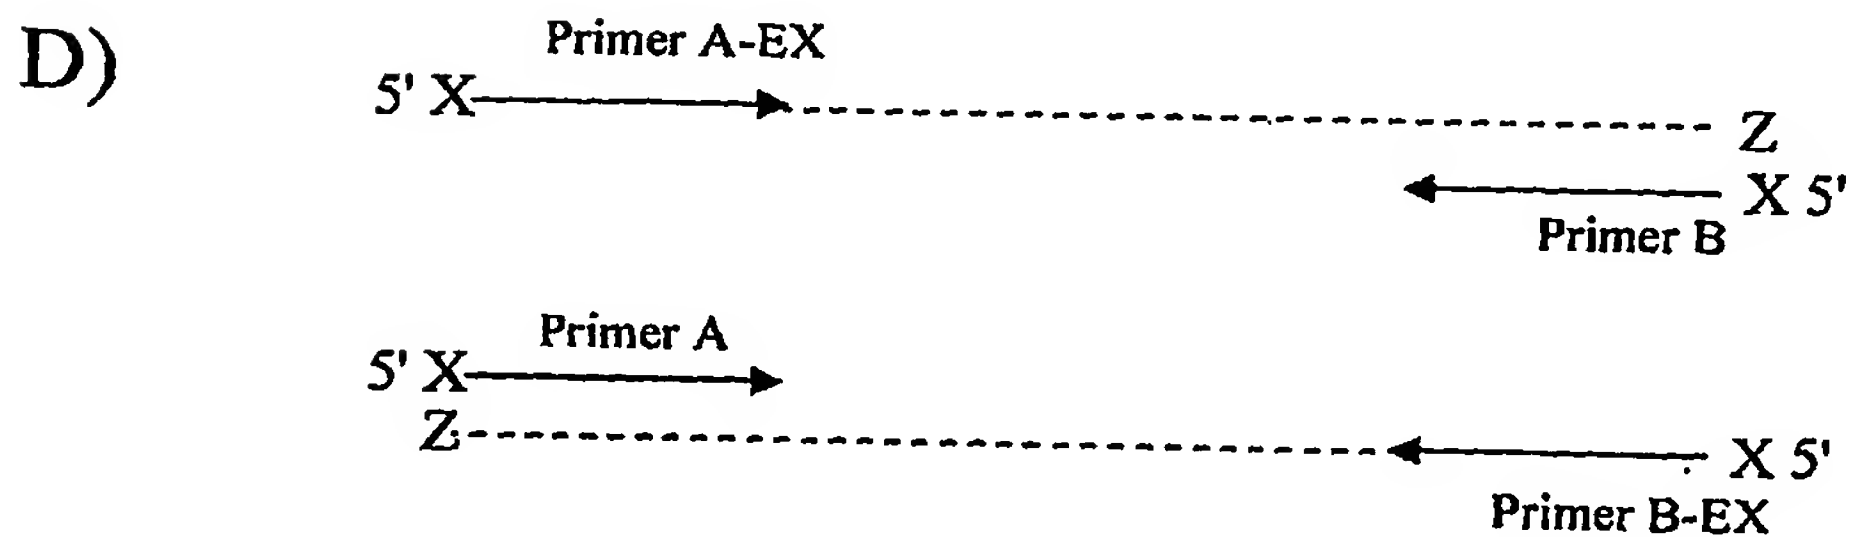 D)
Primer A-EX
5' X
Z
X 5'
Primer B
Primer A
5' X
Z
X 5'
Primer B-EX